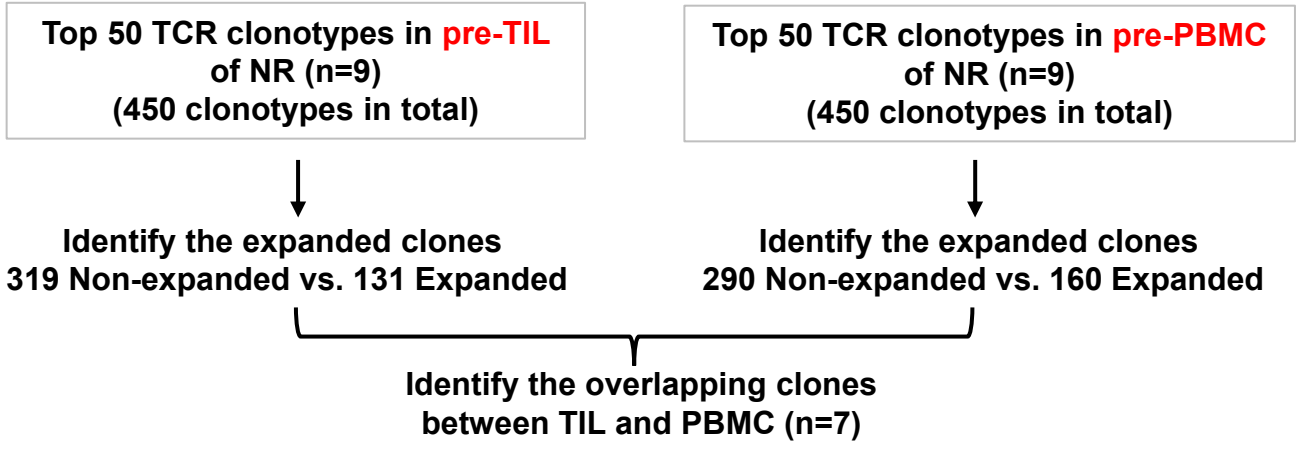 Top 50 TCR clonotypes in pre-TIL
of NR (n=9)
(450 clonotypes in total)
Top 50 TCR clonotypes in pre-PBMC
of NR (n=9)
(450 clonotypes in total)
Identify the expanded clones
319 Non-expanded vs. 131 Expanded
Identify the expanded clones
290 Non-expanded vs. 160 Expanded
Identify the overlapping clones
between TIL and PBMC (n=7)